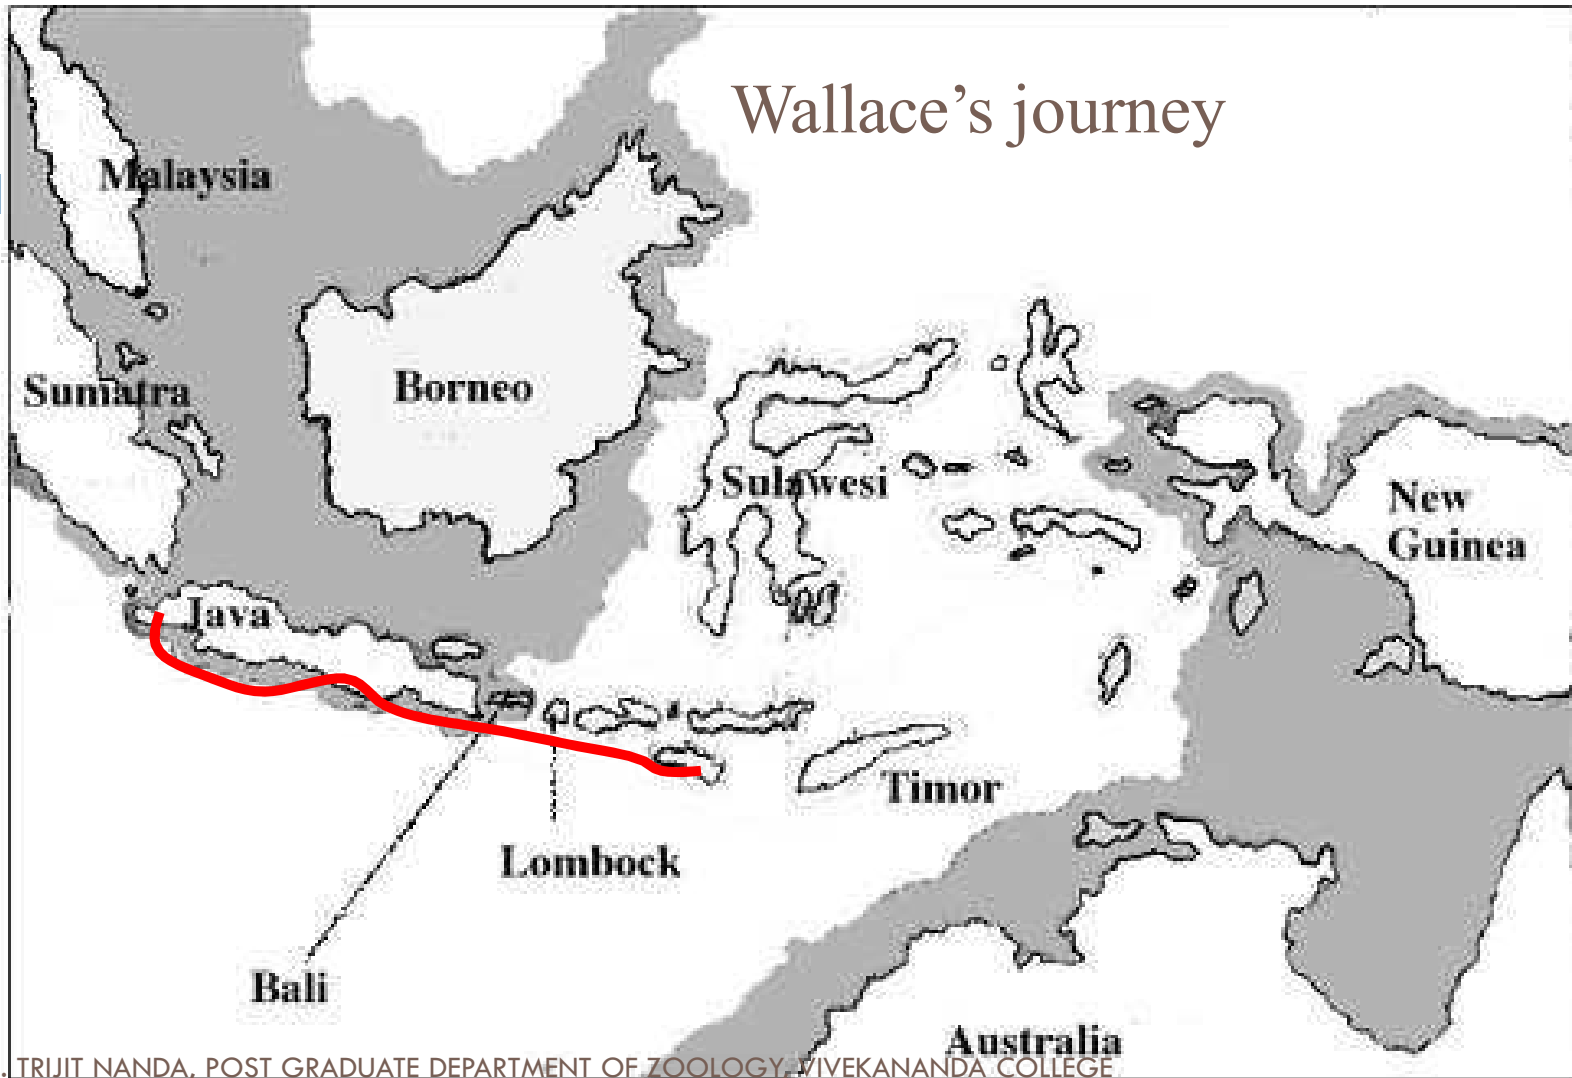 Wallace's journey
Malaysia
Sumatra
Borneo
Sulawesi
New
Guinea
Java
Timor
Lombock
Bali
Australia
. TRIJIT NANDA, POST GRADUATE DEPARTMENT OF ZOOLOGY, VIVEKANANDA COLLEGE